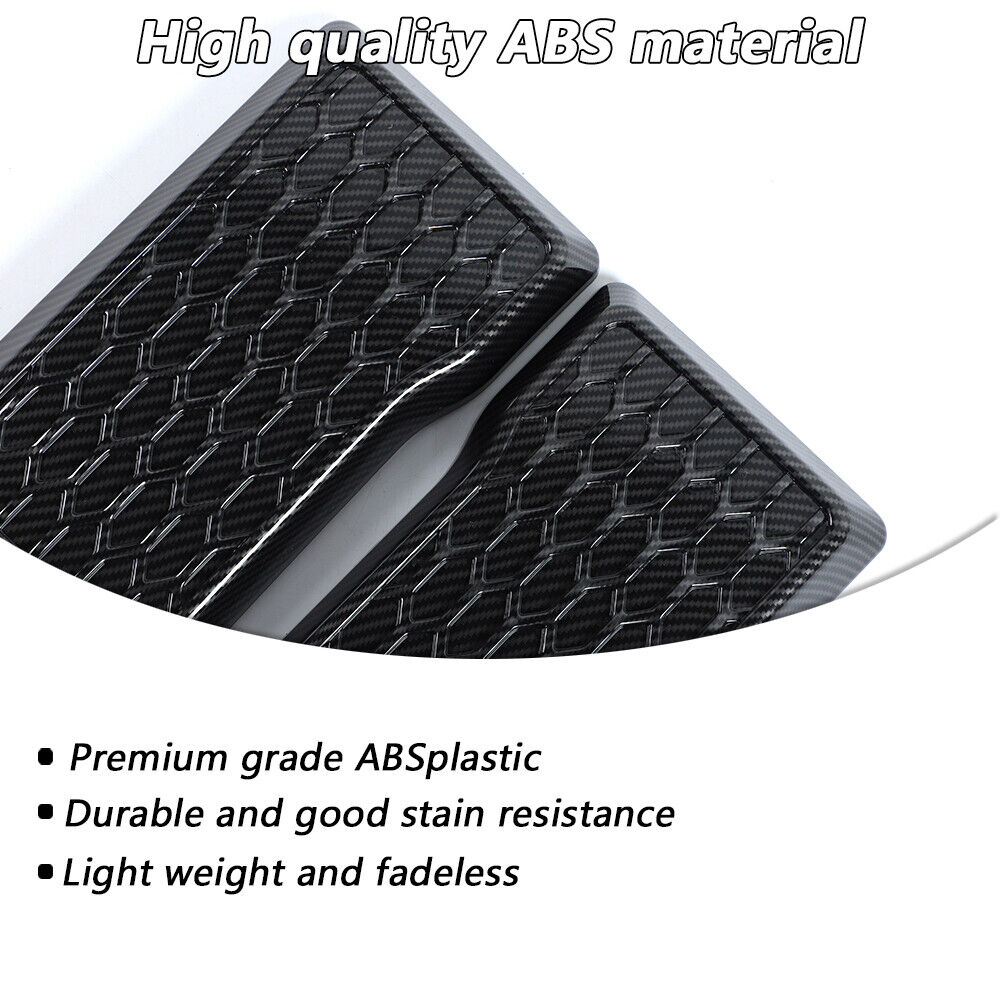 High quality ABS material
• Premium grade ABSplastic
• Durable and good stain resistance
• Light weight and fadeless